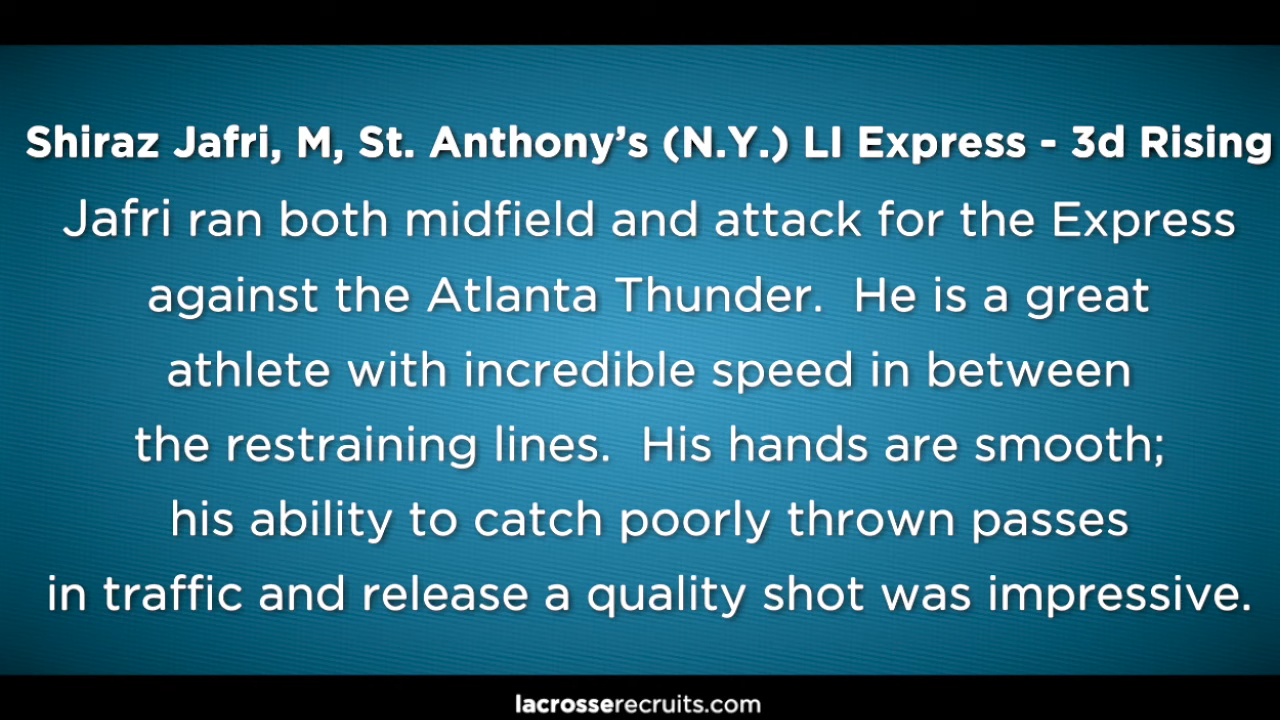 Shiraz Jafri, M, St. Anthony’s (N.Y.) LI Express - 3d Rising
Jafri ran both midfield and attack for the Express
against the Atlanta Thunder.  He is a great
athlete with incredible speed in between
the restraining lines.  His hands are smooth;
his ability to catch poorly thrown passes
in traffic and release a quality shot was impressive.
lacrosserecruits.com